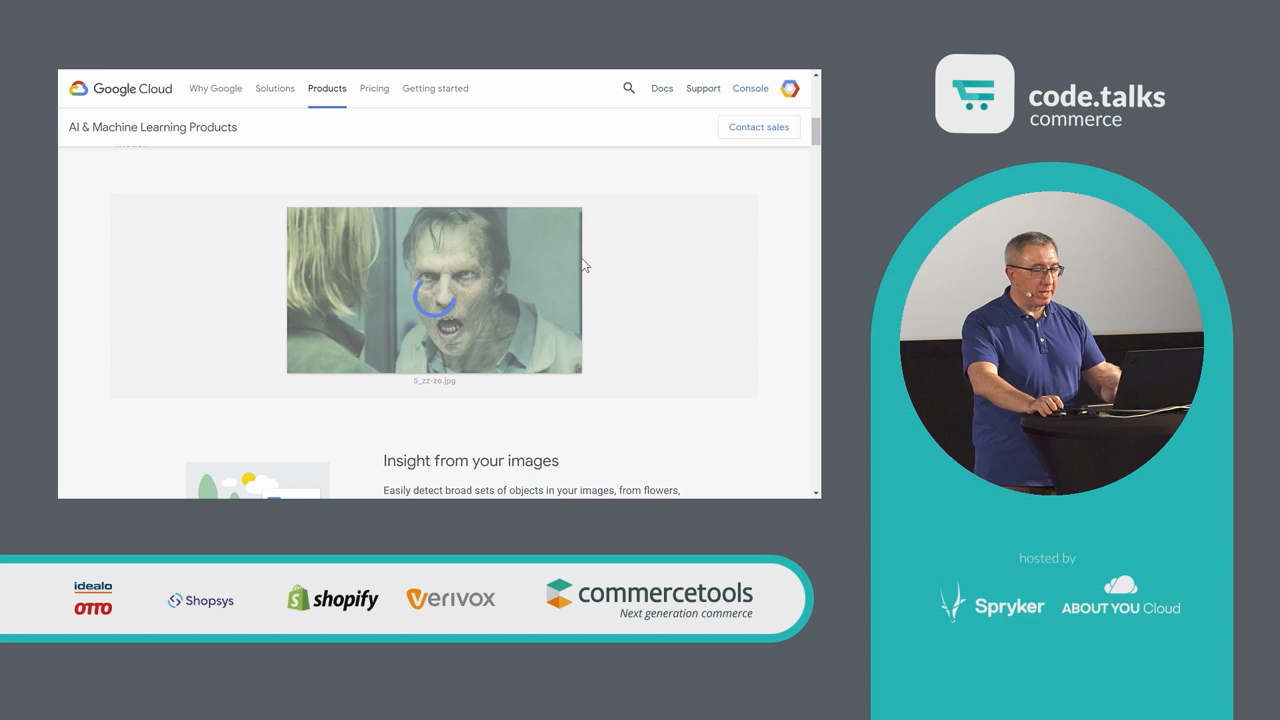 Google Cloud
Why Google
Solutions
Products
Pricing
Getting started
Docs
Support
Console
AI & Machine Learning Products
Contact sales
5_zz-zo.jpg
Insight from your images
Easily detect broad sets of objects in your images, from flowers,
code.talks
commerce
hosted by
Spryker
ABOUT YOU Cloud
idealo
OTTO
Shopsys
shopify
VERIVOX
commercetools
Next generation commerce